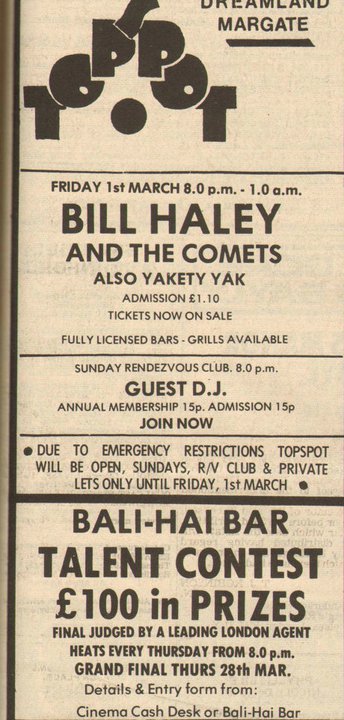 DREAMLAND
MARGATE
TOPSPOT
FRIDAY 1st MARCH 8.0 p.m. - 1.0 a.m.
BILL HALEY
AND THE COMETS
ALSO YAKETY YAK
ADMISSION £1.10
TICKETS NOW ON SALE
FULLY LICENSED BARS - GRILLS AVAILABLE
SUNDAY RENDEZVOUS CLUB. 8.0 p.m.
GUEST D.J.
ANNUAL MEMBERSHIP 15p. ADMISSION 15p
JOIN NOW
● DUE TO EMERGENCY RESTRICTIONS TOPSPOT
WILL BE OPEN, SUNDAYS, R/V CLUB & PRIVATE
LETS ONLY UNTIL FRIDAY, 1st MARCH ●
BALI-HAI BAR
TALENT CONTEST
£100 in PRIZES
FINAL JUDGED BY A LEADING LONDON AGENT
HEATS EVERY THURSDAY FROM 8.0 p.m.
GRAND FINAL THURS 28th MAR.
Details & Entry form from:
Cinema Cash Desk or Bali-Hai Bar